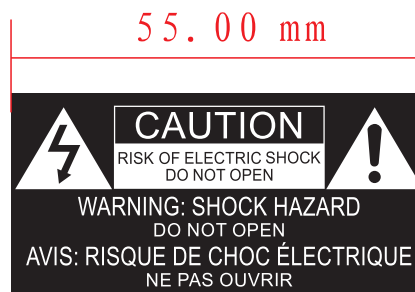 55.00 mm
CAUTION
RISK OF ELECTRIC SHOCK
DO NOT OPEN
WARNING: SHOCK HAZARD
DO NOT OPEN
AVIS: RISQUE DE CHOC ÉLECTRIQUE
NE PAS OUVRIR